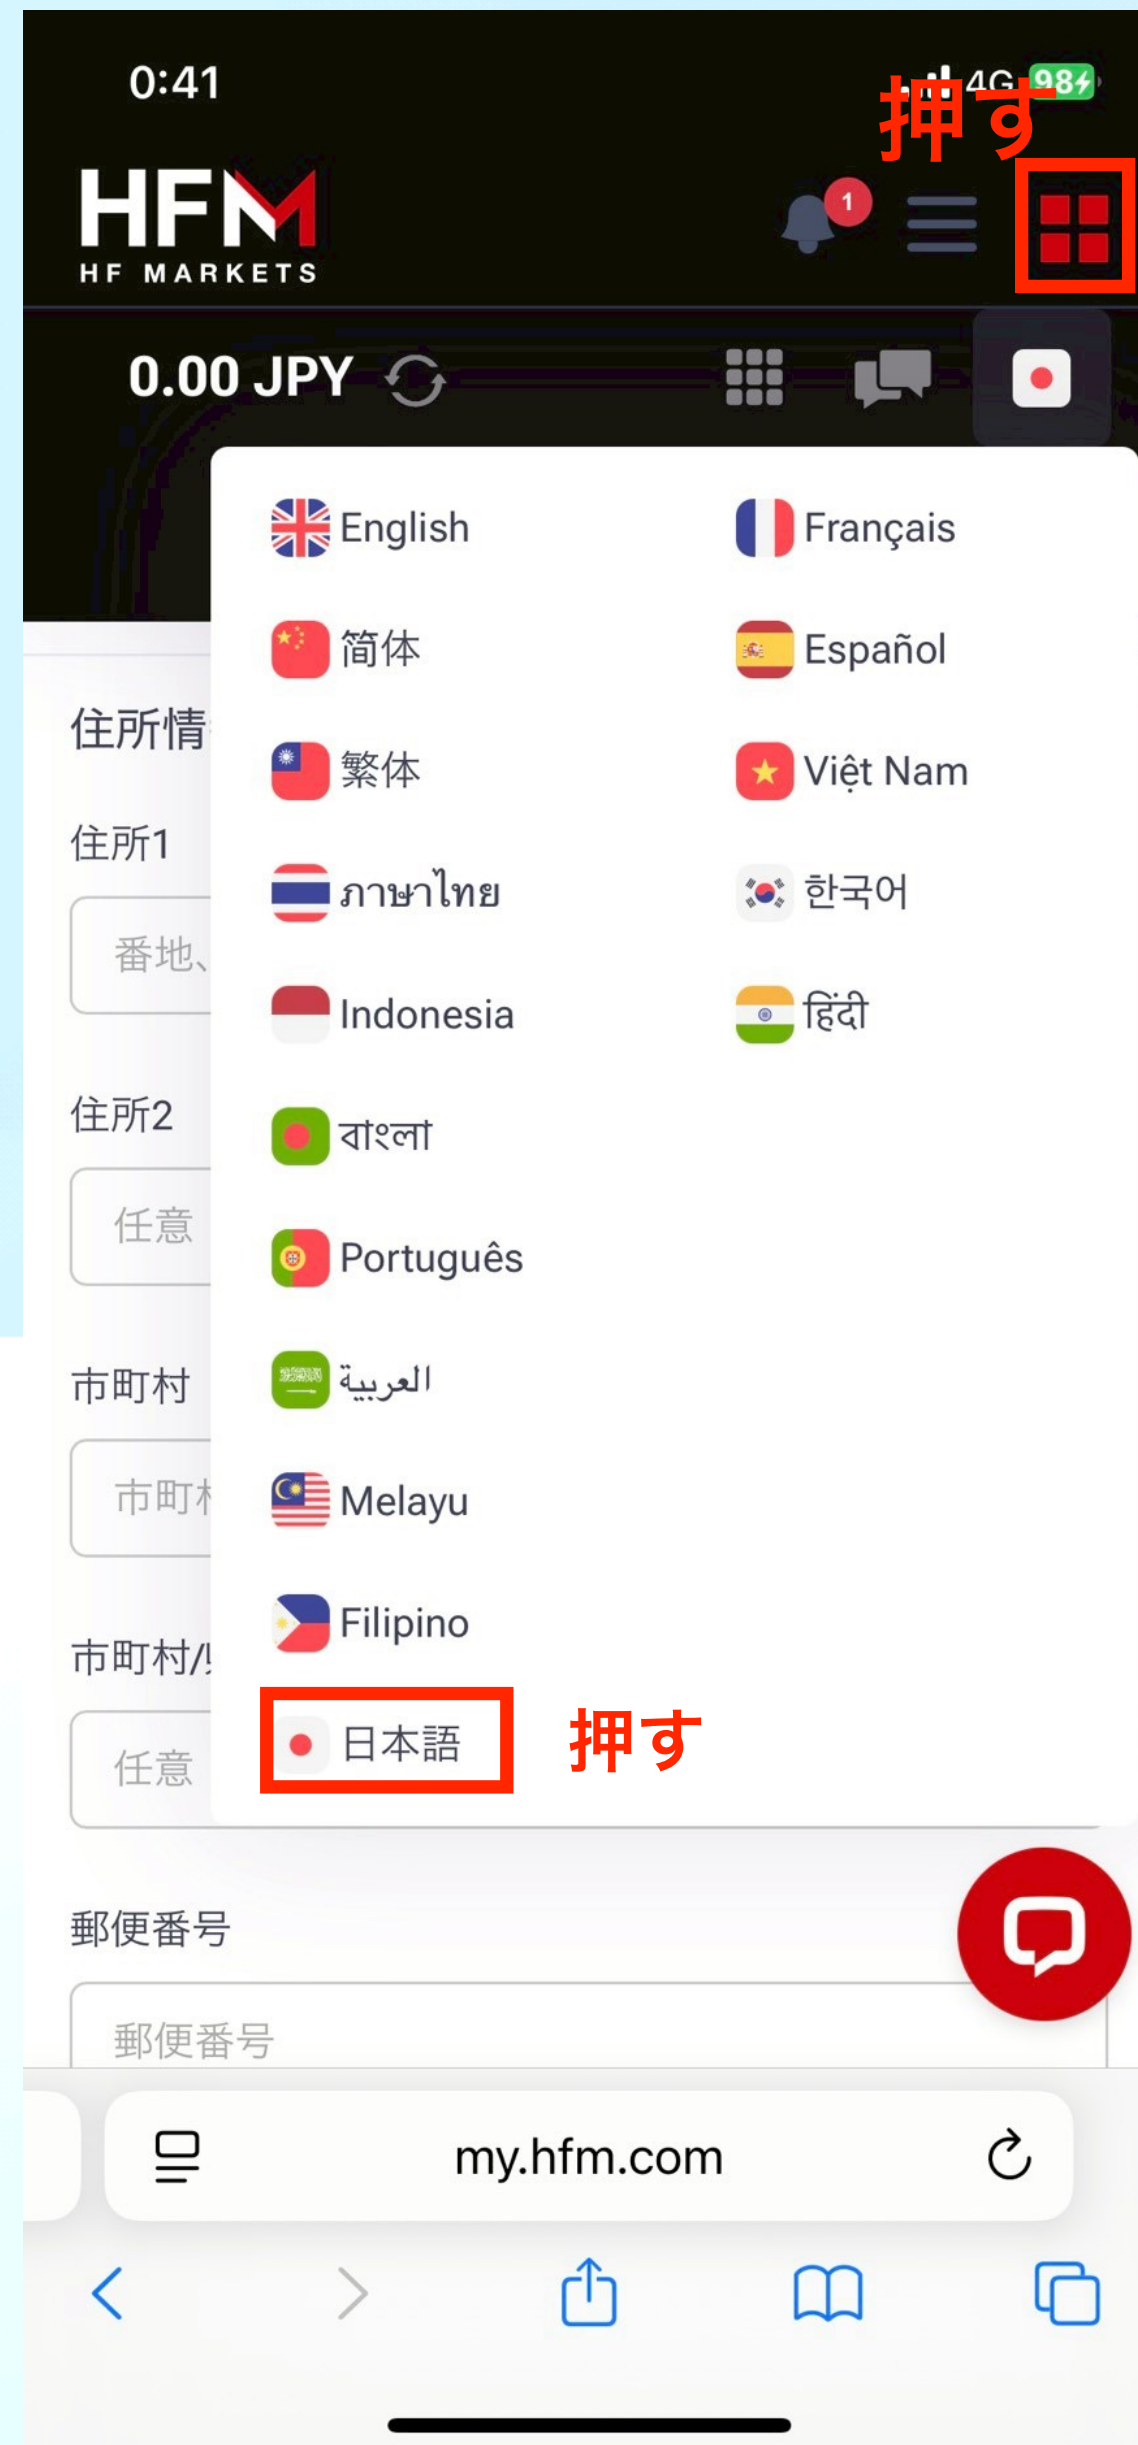 0:41
4G 98
押す
HFM
HF MARKETS
1
0.00 JPY
English
Français
简体
Español
繁体
Việt Nam
ภาษาไทย
한국어
Indonesia
हिंदी
বাংলা
Português
العربية
Melayu
Filipino
日本語
押す
住所情
住所1
番地、
住所2
任意
市町村
市町
市町村/
任意
郵便番号
郵便番号
my.hfm.com